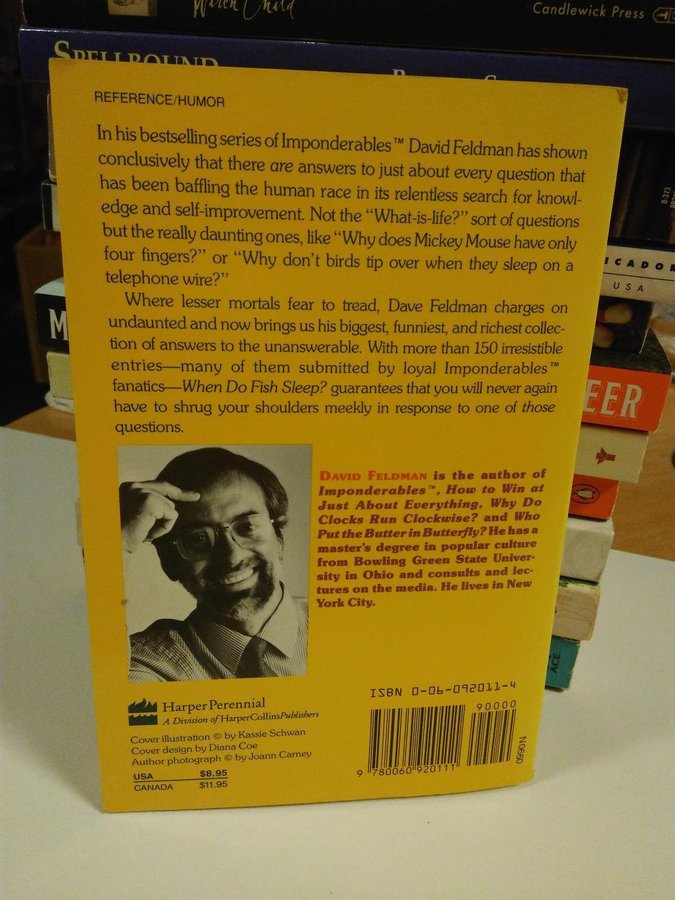 Witch Child
Candlewick Press
SPELLBOUND
REFERENCE/HUMOR
In his bestselling series of Imponderables™ David Feldman has shown
conclusively that there are answers to just about every question that
has been baffling the human race in its relentless search for knowl-
edge and self-improvement. Not the “What-is-life?” sort of questions
but the really daunting ones, like “Why does Mickey Mouse have only
four fingers?” or “Why don’t birds tip over when they sleep on a
telephone wire?”
Where lesser mortals fear to tread, Dave Feldman charges on
undaunted and now brings us his biggest, funniest, and richest collec-
tion of answers to the unanswerable. With more than 150 irresistible
entries—many of them submitted by loyal Imponderables™
fanatics—When Do Fish Sleep? guarantees that you will never again
have to shrug your shoulders meekly in response to one of those
questions.
DAVID FELDMAN is the author of
Imponderables™, How to Win at
Just About Everything, Why Do
Clocks Run Clockwise? and Who
Put the Butter in Butterfly? He has a
master’s degree in popular culture
from Bowling Green State Univer-
sity in Ohio and consults and lec-
tures on the media. He lives in New
York City.
HarperPerennial
A Division of HarperCollinsPublishers
Cover illustration © by Kassie Schwan
Cover design by Diana Coe
Author photograph © by Joann Carney
USA $8.95
CANADA $11.95
ISBN 0-06-092011-4
90000
9 780060 920111
0990N
ICADOR
USA
M
EER
ACE